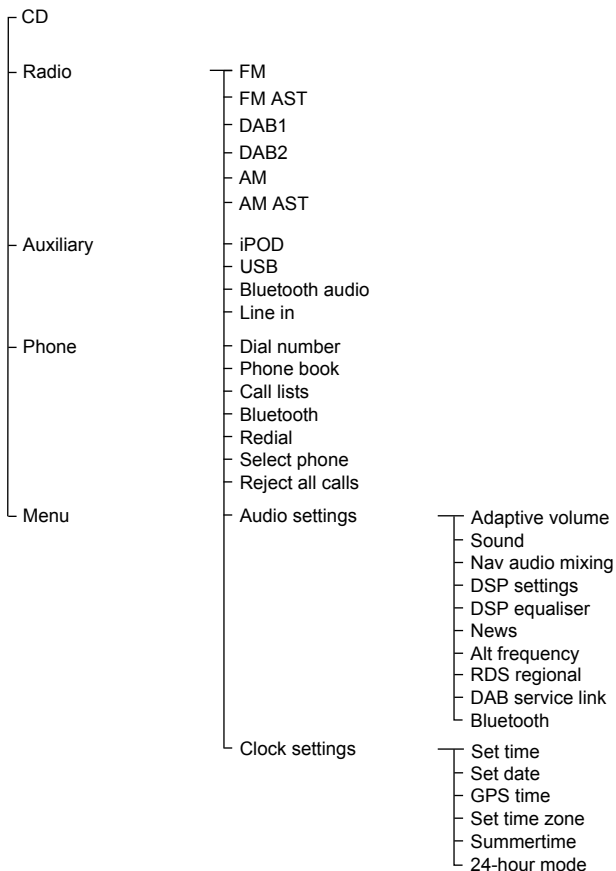 CD
Radio
FM
FM AST
DAB1
DAB2
AM
AM AST
Auxiliary
iPOD
USB
Bluetooth audio
Line in
Phone
Dial number
Phone book
Call lists
Bluetooth
Redial
Select phone
Reject all calls
Menu
Audio settings
Adaptive volume
Sound
Nav audio mixing
DSP settings
DSP equaliser
News
Alt frequency
RDS regional
DAB service link
Bluetooth
Clock settings
Set time
Set date
GPS time
Set time zone
Summertime
24-hour mode